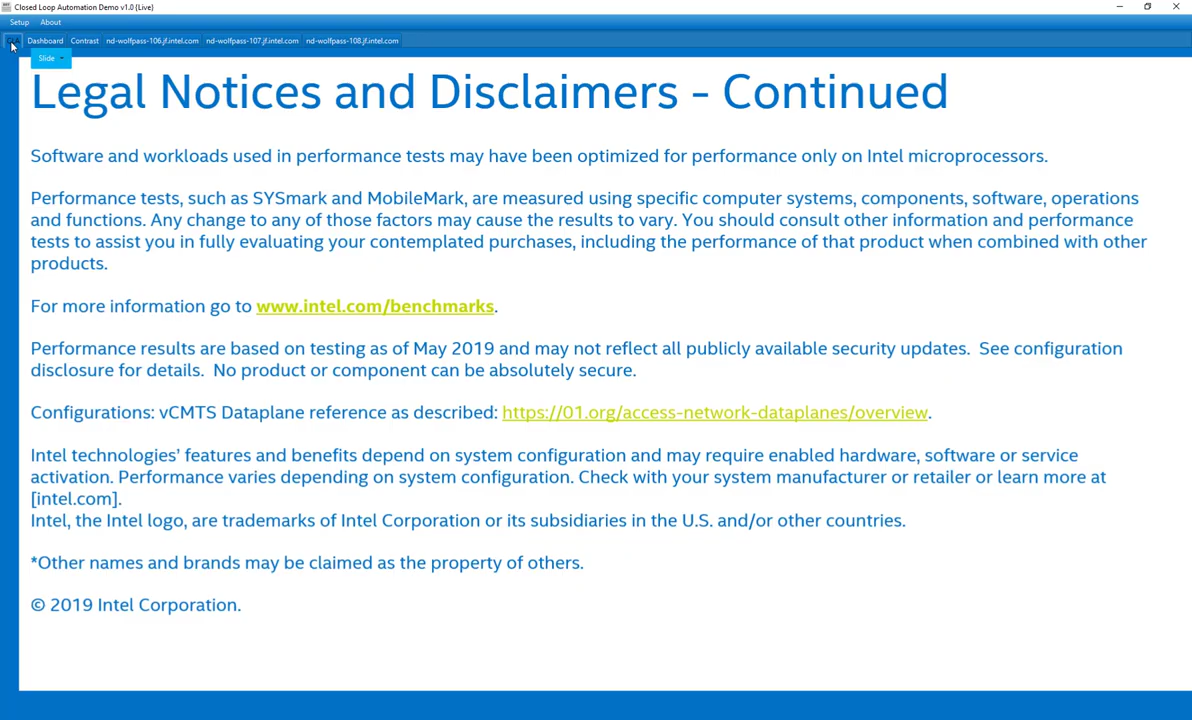 Closed Loop Automation Demo v1.0 (Live)
Setup About
CLA Dashboard Contrast nd-wolfpass-106.jf.intel.com nd-wolfpass-107.jf.intel.com nd-wolfpass-108.jf.intel.com
Slide
Legal Notices and Disclaimers - Continued
Software and workloads used in performance tests may have been optimized for performance only on Intel microprocessors.
Performance tests, such as SYSmark and MobileMark, are measured using specific computer systems, components, software, operations
and functions. Any change to any of those factors may cause the results to vary. You should consult other information and performance
tests to assist you in fully evaluating your contemplated purchases, including the performance of that product when combined with other
products.
For more information go to www.intel.com/benchmarks.
Performance results are based on testing as of May 2019 and may not reflect all publicly available security updates. See configuration
disclosure for details. No product or component can be absolutely secure.
Configurations: vCMTS Dataplane reference as described: https://01.org/access-network-dataplanes/overview.
Intel technologies' features and benefits depend on system configuration and may require enabled hardware, software or service
activation. Performance varies depending on system configuration. Check with your system manufacturer or retailer or learn more at
[intel.com].
Intel, the Intel logo, are trademarks of Intel Corporation or its subsidiaries in the U.S. and/or other countries.
*Other names and brands may be claimed as the property of others.
© 2019 Intel Corporation.